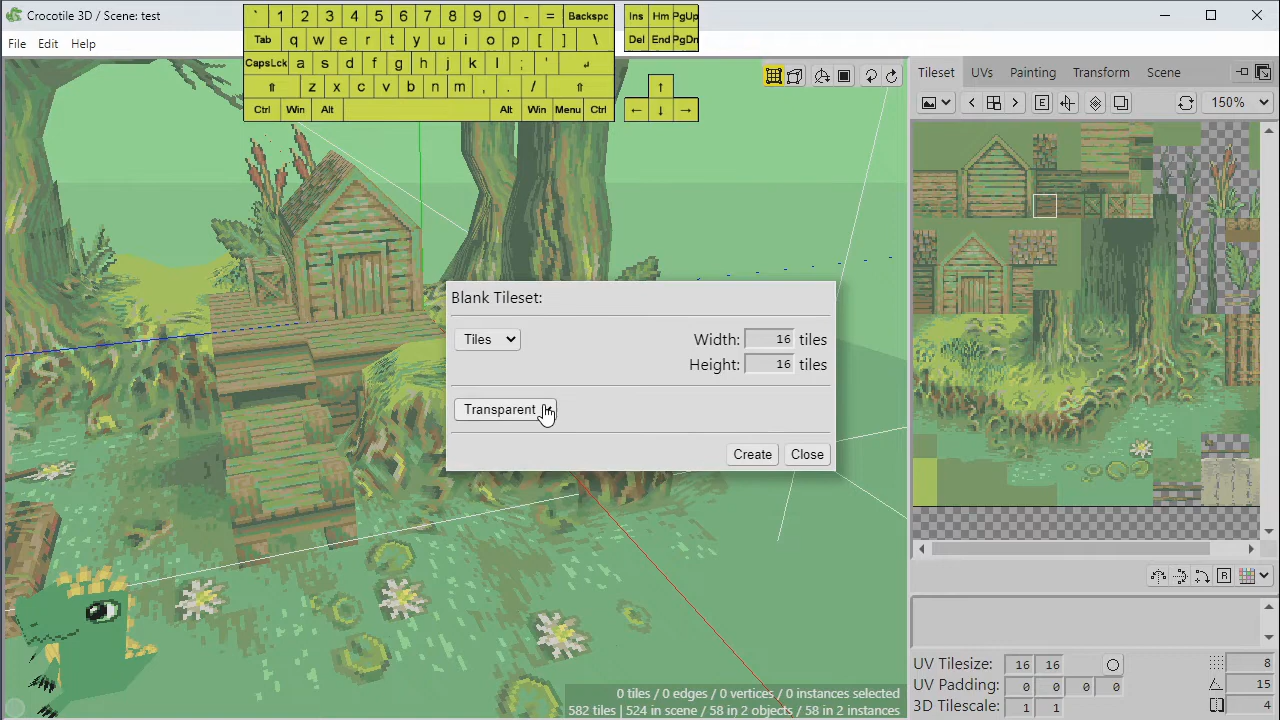 Crocotile 3D / Scene: test
File Edit Help
` 1 2 3 4 5 6 7 8 9 0 - = Backspc
Ins Hm PgUp
Tab q w e r t y u i o p [ ] \
Del End PgDn
CapsLck a s d f g h j k l ; ' ↵
⇧ z x c v b n m , . / ⇧
↑
Ctrl Win Alt Alt Win Menu Ctrl
← ↓ →
Tileset UVs Painting Transform Scene
E 150%
Blank Tileset:
Tiles Width: 16 tiles
Height: 16 tiles
Transparent
Create Close
R
UV Tilesize: 16 16 8
UV Padding: 0 0 0 0 15
3D Tilescale: 1 1 4
0 tiles / 0 edges / 0 vertices / 0 instances selected
582 tiles | 524 in scene / 58 in 2 objects / 58 in 2 instances